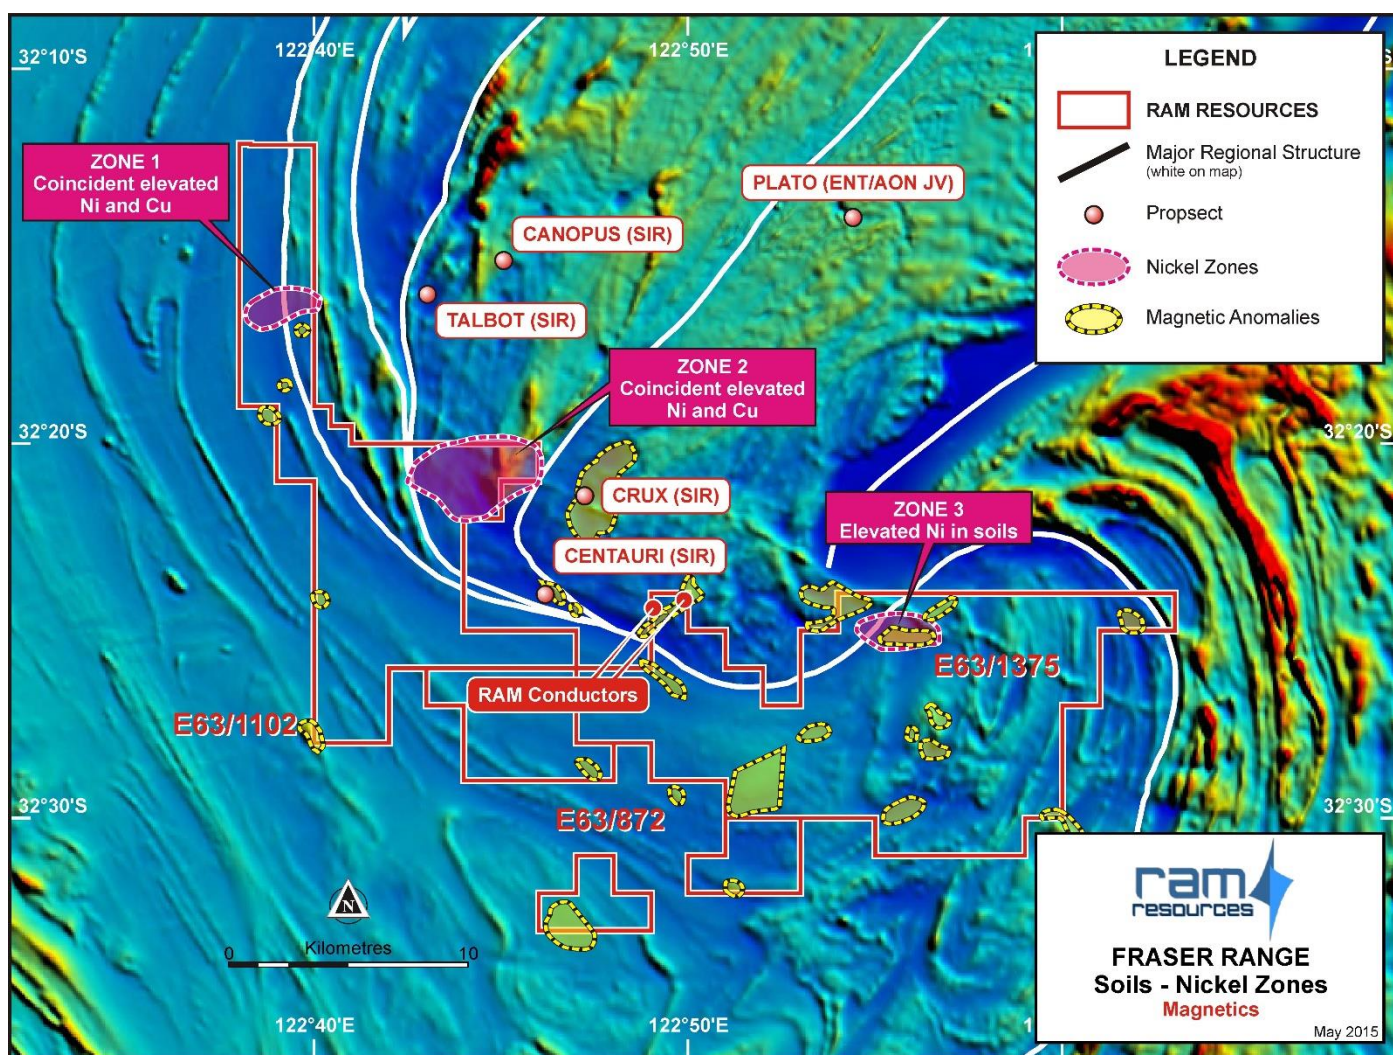 122°40'E
122°50'E
32°10'S
LEGEND
RAM RESOURCES
Major Regional Structure
(white on map)
Propsect
Nickel Zones
Magnetic Anomalies
ZONE 1
Coincident elevated
Ni and Cu
PLATO (ENT/AON JV)
CANOPUS (SIR)
TALBOT (SIR)
ZONE 2
Coincident elevated
Ni and Cu
32°20'S
32°20'S
CRUX (SIR)
ZONE 3
Elevated Ni in soils
CENTAURI (SIR)
E63/1375
RAM Conductors
E63/1102
32°30'S
32°30'S
E63/872
N
Kilometres
0 10
ram
resources
FRASER RANGE
Soils - Nickel Zones
Magnetics
May 2015
122°40'E
122°50'E